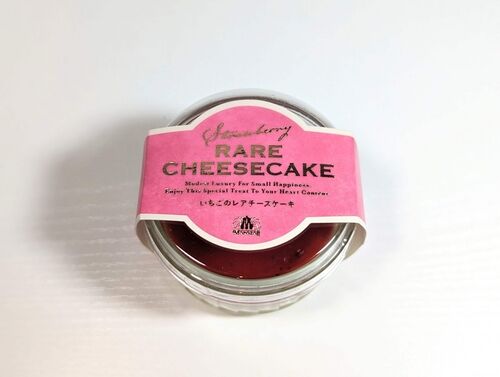 Strawberry
RARE
CHEESECAKE
Modest Luxury For Small Happiness.
Enjoy This Special Treat To Your Heart Content
いちごのレアチーズケーキ